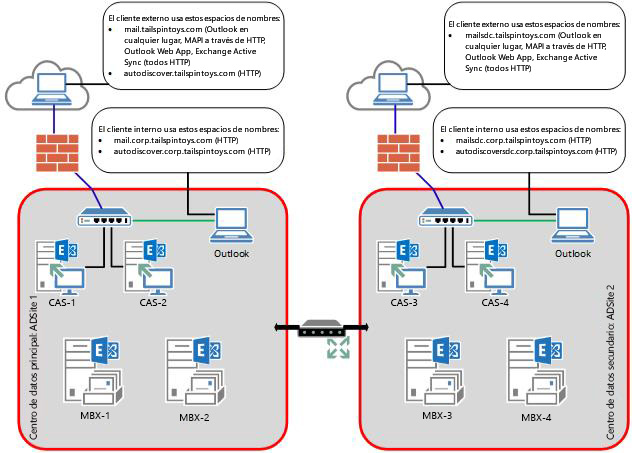 El cliente externo usa estos espacios de nombres:
• mail.tailspintoys.com (Outlook en
cualquier lugar, MAPI a través de HTTP,
Outlook Web App, Exchange Active
Sync (todos HTTP)
• autodiscover.tailspintoys.com (HTTP)
El cliente interno usa estos espacios de nombres:
• mail.corp.tailspintoys.com (HTTP)
• autodiscover.corp.tailspintoys.com (HTTP)
Outlook
CAS-1
CAS-2
MBX-1
MBX-2
Centro de datos principal: ADSite 1
El cliente externo usa estos espacios de nombres:
• mailsdc.tailspintoys.com (Outlook en
cualquier lugar, MAPI a través de HTTP,
Outlook Web App, Exchange Active
Sync (todos HTTP)
El cliente interno usa estos espacios de nombres:
• mailsdc.corp.tailspintoys.com (HTTP)
• autodiscoversdc.corp.tailspintoys.com (HTTP)
Outlook
CAS-3
CAS-4
MBX-3
MBX-4
Centro de datos secundario: ADSite 2